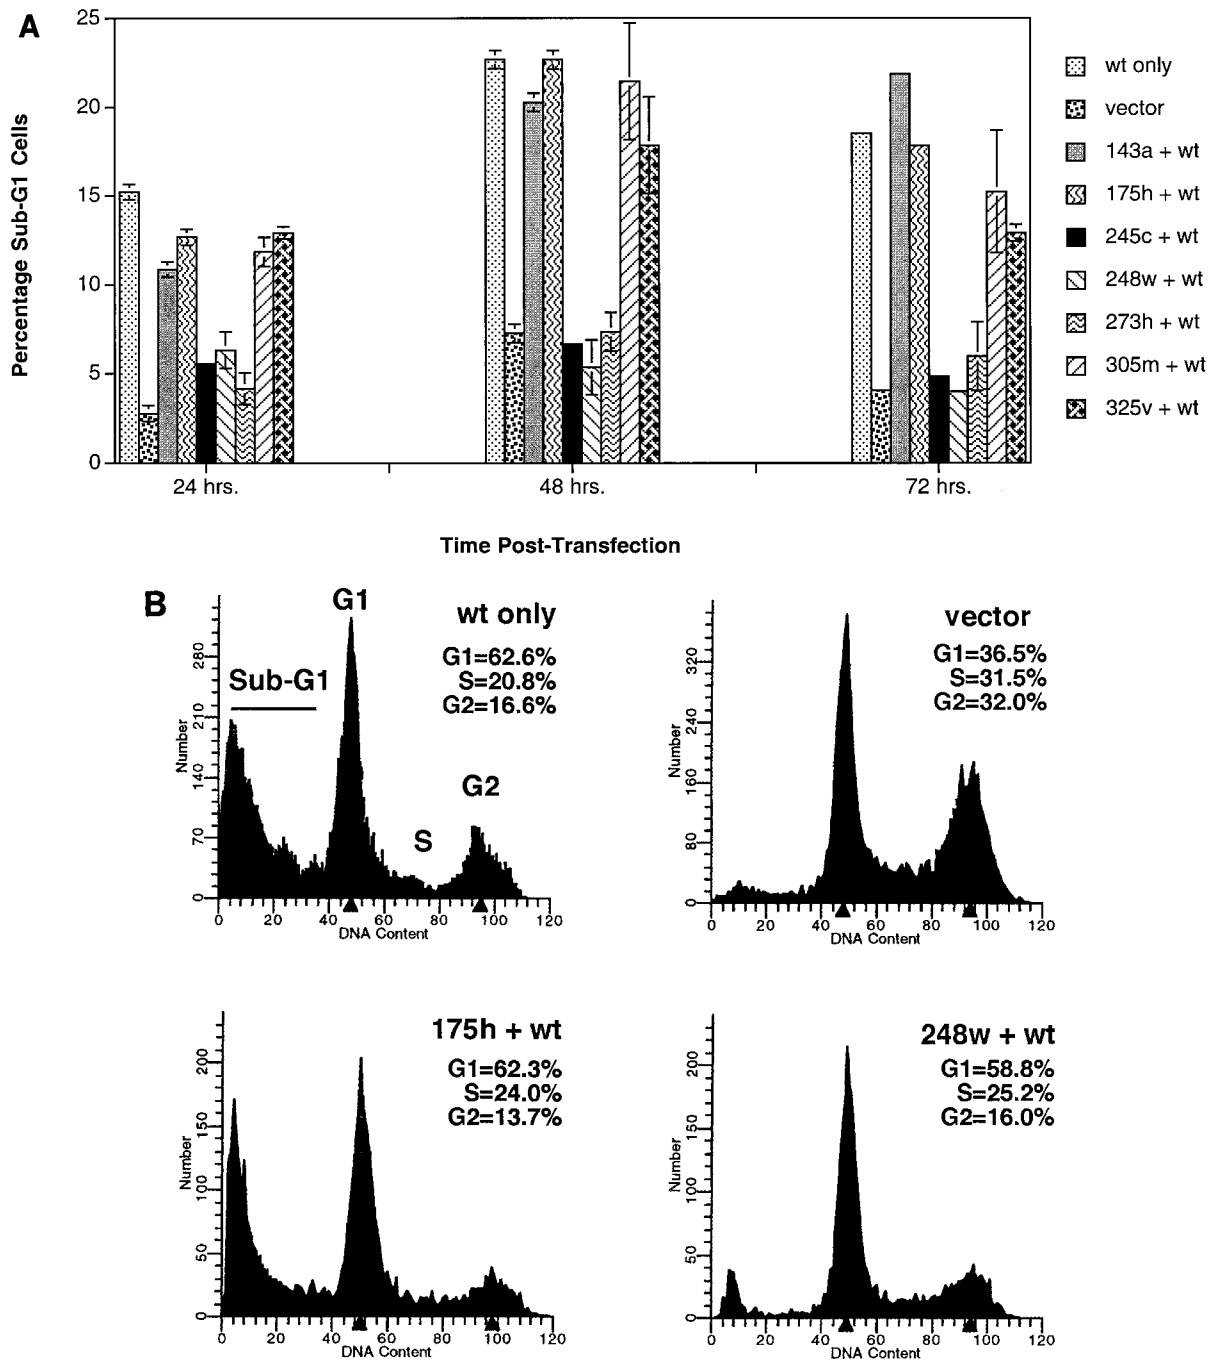 A
Percentage Sub-G1 Cells
25
20
15
10
5
0
24 hrs.
48 hrs.
72 hrs.
Time Post-Transfection
wt only
vector
143a + wt
175h + wt
245c + wt
248w + wt
273h + wt
305m + wt
325v + wt
B
wt only
G1=62.6%
S=20.8%
G2=16.6%
Sub-G1
G1
S
G2
Number
280
210
140
70
0
0 20 40 60 80 100 120
DNA Content
vector
G1=36.5%
S=31.5%
G2=32.0%
Number
320
240
160
80
0
0 20 40 60 80 100 120
DNA Content
175h + wt
G1=62.3%
S=24.0%
G2=13.7%
Number
200
150
100
50
0
0 20 40 60 80 100 120
DNA Content
248w + wt
G1=58.8%
S=25.2%
G2=16.0%
Number
200
150
100
50
0
0 20 40 60 80 100 120
DNA Content